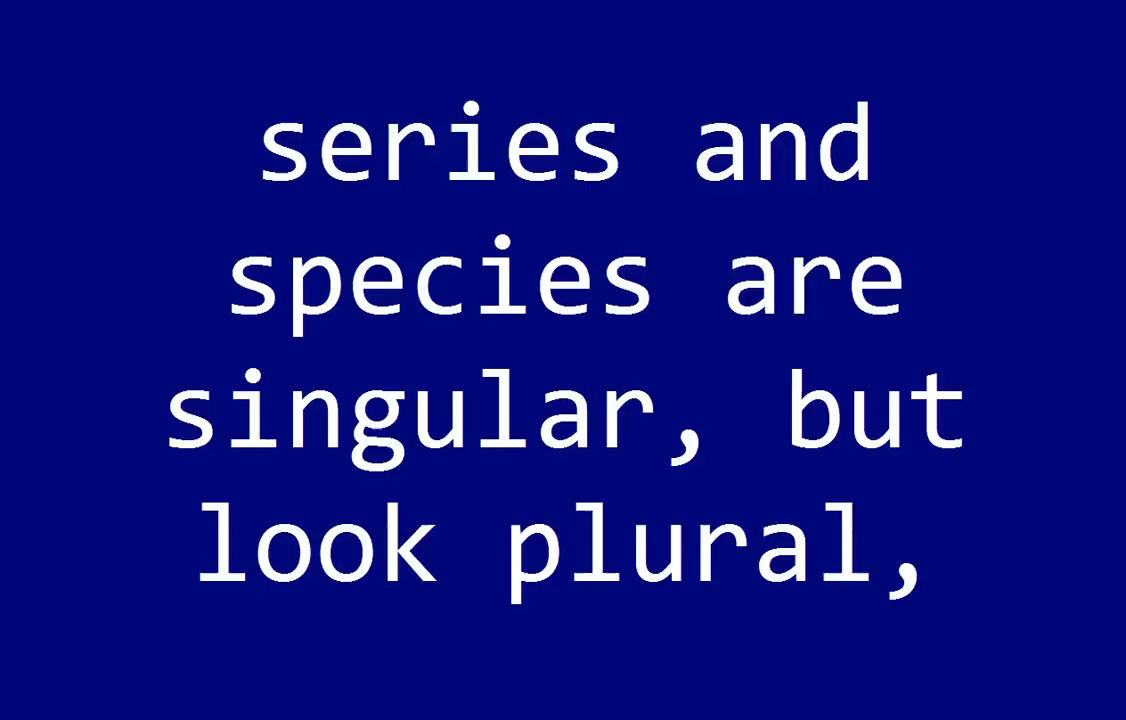 series and
species are
singular, but
look plural,